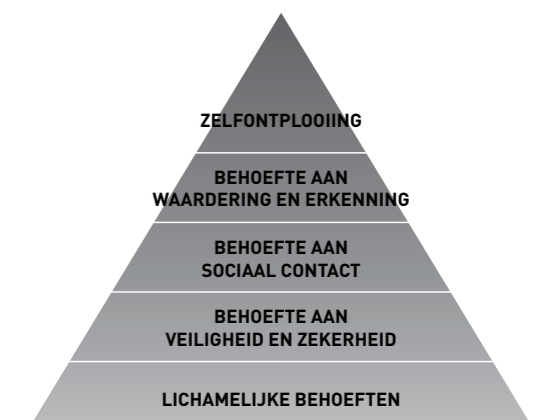 ZELFONTPLOOIING
BEHOEFTE AAN
WAARDERING EN ERKENNING
BEHOEFTE AAN
SOCIAAL CONTACT
BEHOEFTE AAN
VEILIGHEID EN ZEKERHEID
LICHAMELIJKE BEHOEFTEN